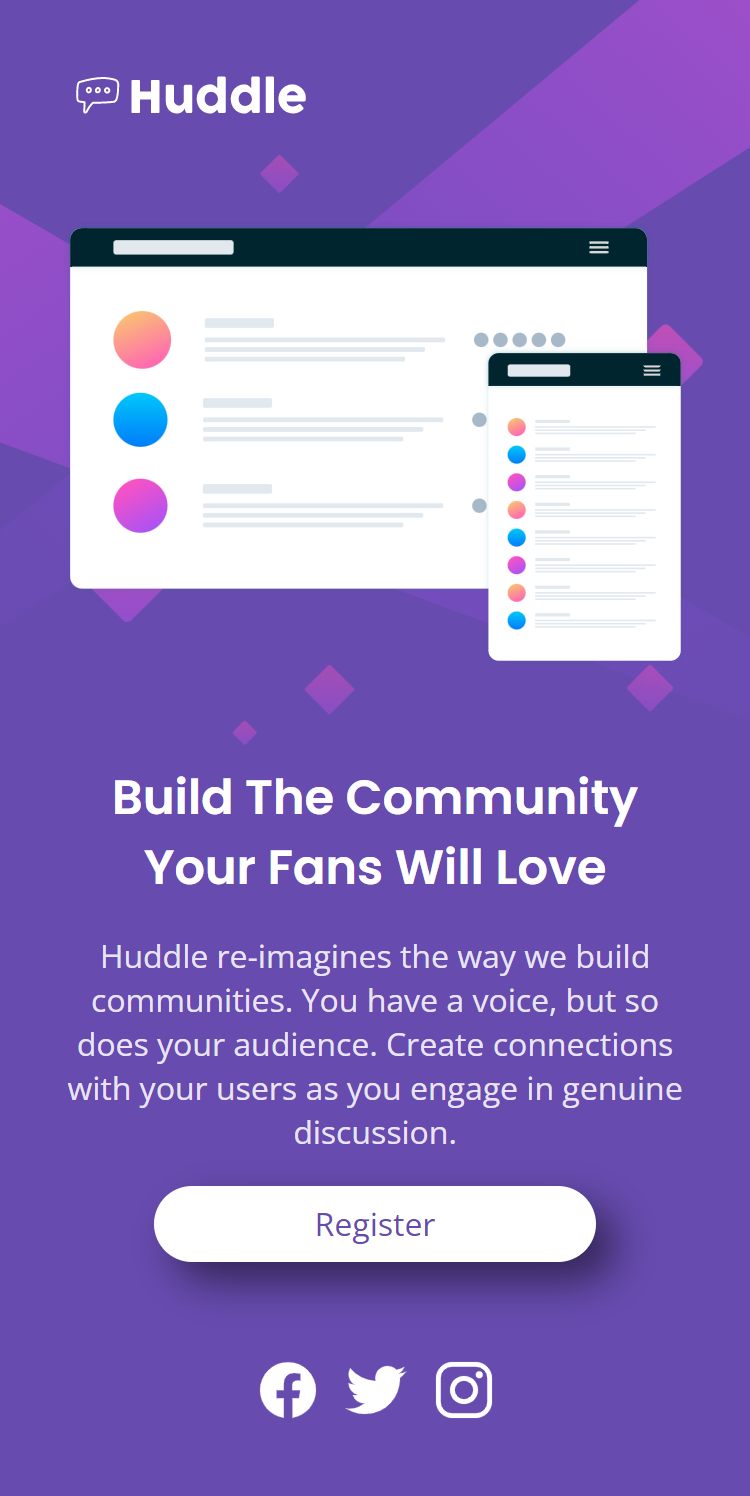 Huddle
Build The Community
Your Fans Will Love
Huddle re-imagines the way we build
communities. You have a voice, but so
does your audience. Create connections
with your users as you engage in genuine
discussion.
Register